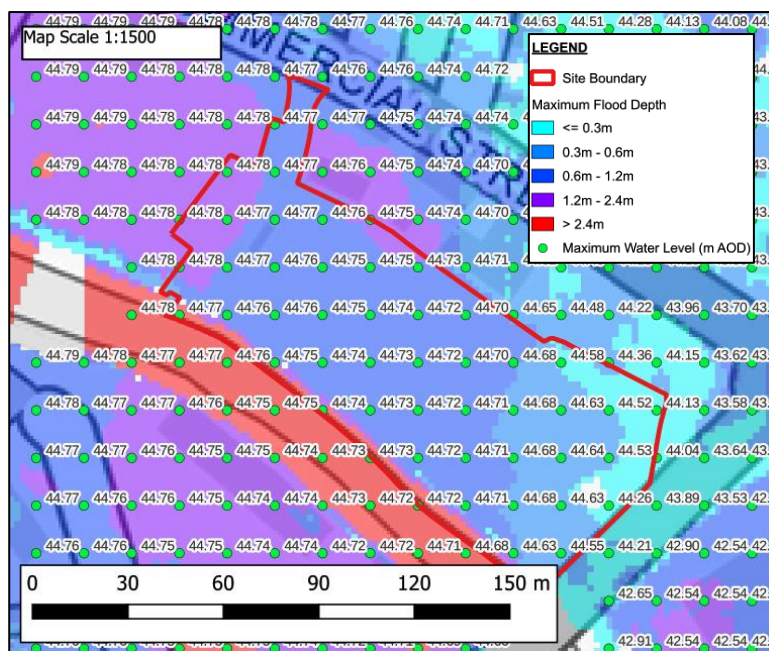 44.79 44.79 44.78 44.78 44.78 44.78 44.77 44.76 44.74 44.71 44.63 44.51 44.28 44.13 44.08
Map Scale 1:1500
COMMERCIAL STRE
LEGEND
Site Boundary
Maximum Flood Depth
<= 0.3m
0.3m - 0.6m
0.6m - 1.2m
1.2m - 2.4m
> 2.4m
Maximum Water Level (m AOD)
44.79 44.79 44.78 44.78 44.78 44.77 44.76 44.76 44.74 44.72
44.79 44.79 44.78 44.78 44.78 44.77 44.76 44.75 44.74 44.71
44.79 44.78 44.78 44.78 44.78 44.77 44.76 44.75 44.74 44.70
44.78 44.78 44.78 44.78 44.77 44.77 44.76 44.75 44.74 44.70
44.78 44.78 44.77 44.76 44.75 44.74 44.72 44.71
44.78 44.77 44.76 44.75 44.74 44.73 44.72 44.70 44.65 44.48 44.22 43.96 43.70
44.79 44.78 44.77 44.77 44.76 44.75 44.74 44.73 44.72 44.70 44.68 44.58 44.36 44.15 43.62
44.78 44.77 44.77 44.76 44.75 44.75 44.74 44.73 44.72 44.71 44.68 44.63 44.52 44.13 43.58
44.77 44.77 44.76 44.75 44.75 44.74 44.73 44.73 44.72 44.71 44.68 44.64 44.53 44.04 43.64
44.77 44.76 44.76 44.75 44.74 44.74 44.73 44.72 44.72 44.71 44.68 44.63 44.26 43.89 43.53
44.76 44.76 44.75 44.75 44.74 44.74 44.72 44.72 44.71 44.68 44.63 44.55 44.21 42.90 42.54
0 30 60 90 120 150 m
42.65 42.54 42.54
42.91 42.54 42.54